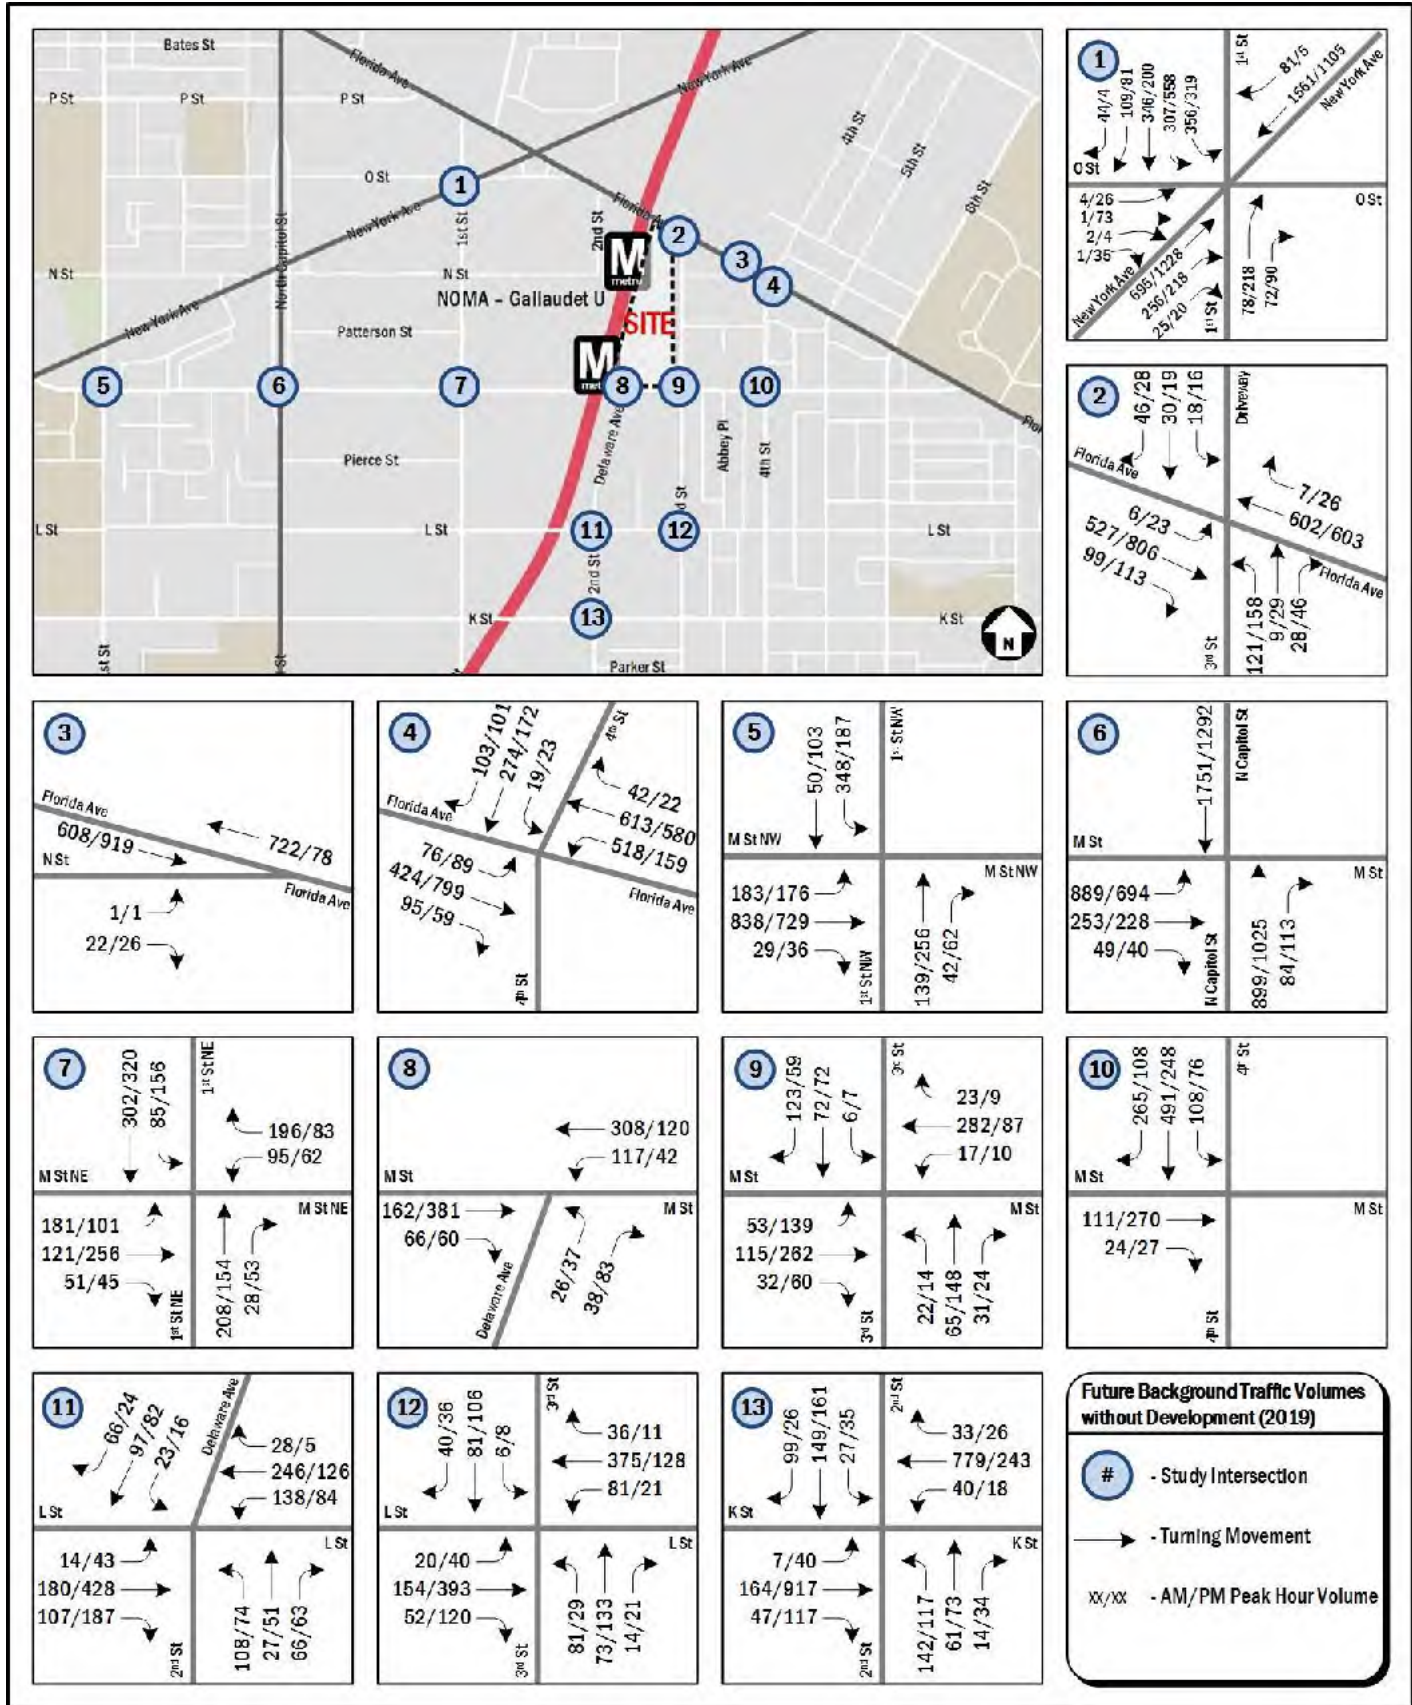 Bates St
P St
P St
P St
Florida Ave
New York Ave
4th St
5th St
6th St
O St
1
New York Ave
1st St
North Capitol St
2nd St
Florida Ave
2
3
4
N St
N St
M
metro
NOMA - Gallaudet U
SITE
New York Ave
Patterson St
M
metro
5
6
7
8
9
10
Delaware Ave
Abbey Pl
4th St
Pierce St
L St
L St
11
12
L St
2nd St
K St
13
K St
Parker St
N
1
44/4
109/81
346/200
307/558
356/319
1st St
81/5
1561/1105
New York Ave
O St
O St
4/26
1/73
2/4
1/35
New York Ave
695/1228
256/218
25/20
1st St
78/218
72/90
2
46/28
30/19
18/16
Driveway
Florida Ave
7/26
602/603
6/23
527/806
99/113
Florida Ave
3rd St
121/158
9/29
28/46
3
Florida Ave
608/919
722/78
N St
Florida Ave
1/1
22/26
4
103/101
274/172
19/23
4th St
42/22
613/580
518/159
Florida Ave
76/89
424/799
95/59
Florida Ave
4th St
5
50/103
348/187
1st St NW
M St NW
M St NW
183/176
838/729
29/36
1st St NW
139/256
42/62
6
1751/1292
N Capitol St
M St
M St
889/694
253/228
49/40
N Capitol St
899/1025
84/113
7
302/320
85/156
1st St NE
196/83
95/62
M St NE
M St NE
181/101
121/256
51/45
1st St NE
208/154
28/53
8
308/120
117/42
M St
M St
162/381
66/60
Delaware Ave
26/37
38/83
9
123/59
72/72
6/7
3rd St
23/9
282/87
17/10
M St
M St
53/139
115/262
32/60
3rd St
22/14
65/148
31/24
10
265/108
491/248
108/76
M St
M St
111/270
24/27
4th St
11
66/24
97/82
23/16
Delaware Ave
28/5
246/126
138/84
L St
L St
14/43
180/428
107/187
2nd St
108/74
27/51
66/63
12
40/36
81/106
6/8
3rd St
36/11
375/128
81/21
L St
L St
20/40
154/393
52/120
3rd St
81/29
73/133
14/21
13
99/26
149/161
27/35
2nd St
33/26
779/243
40/18
K St
K St
7/40
164/917
47/117
2nd St
142/117
61/73
14/34
Future Background Traffic Volumes
without Development (2019)
# - Study Intersection
- Turning Movement
xx/xx - AM/PM Peak Hour Volume